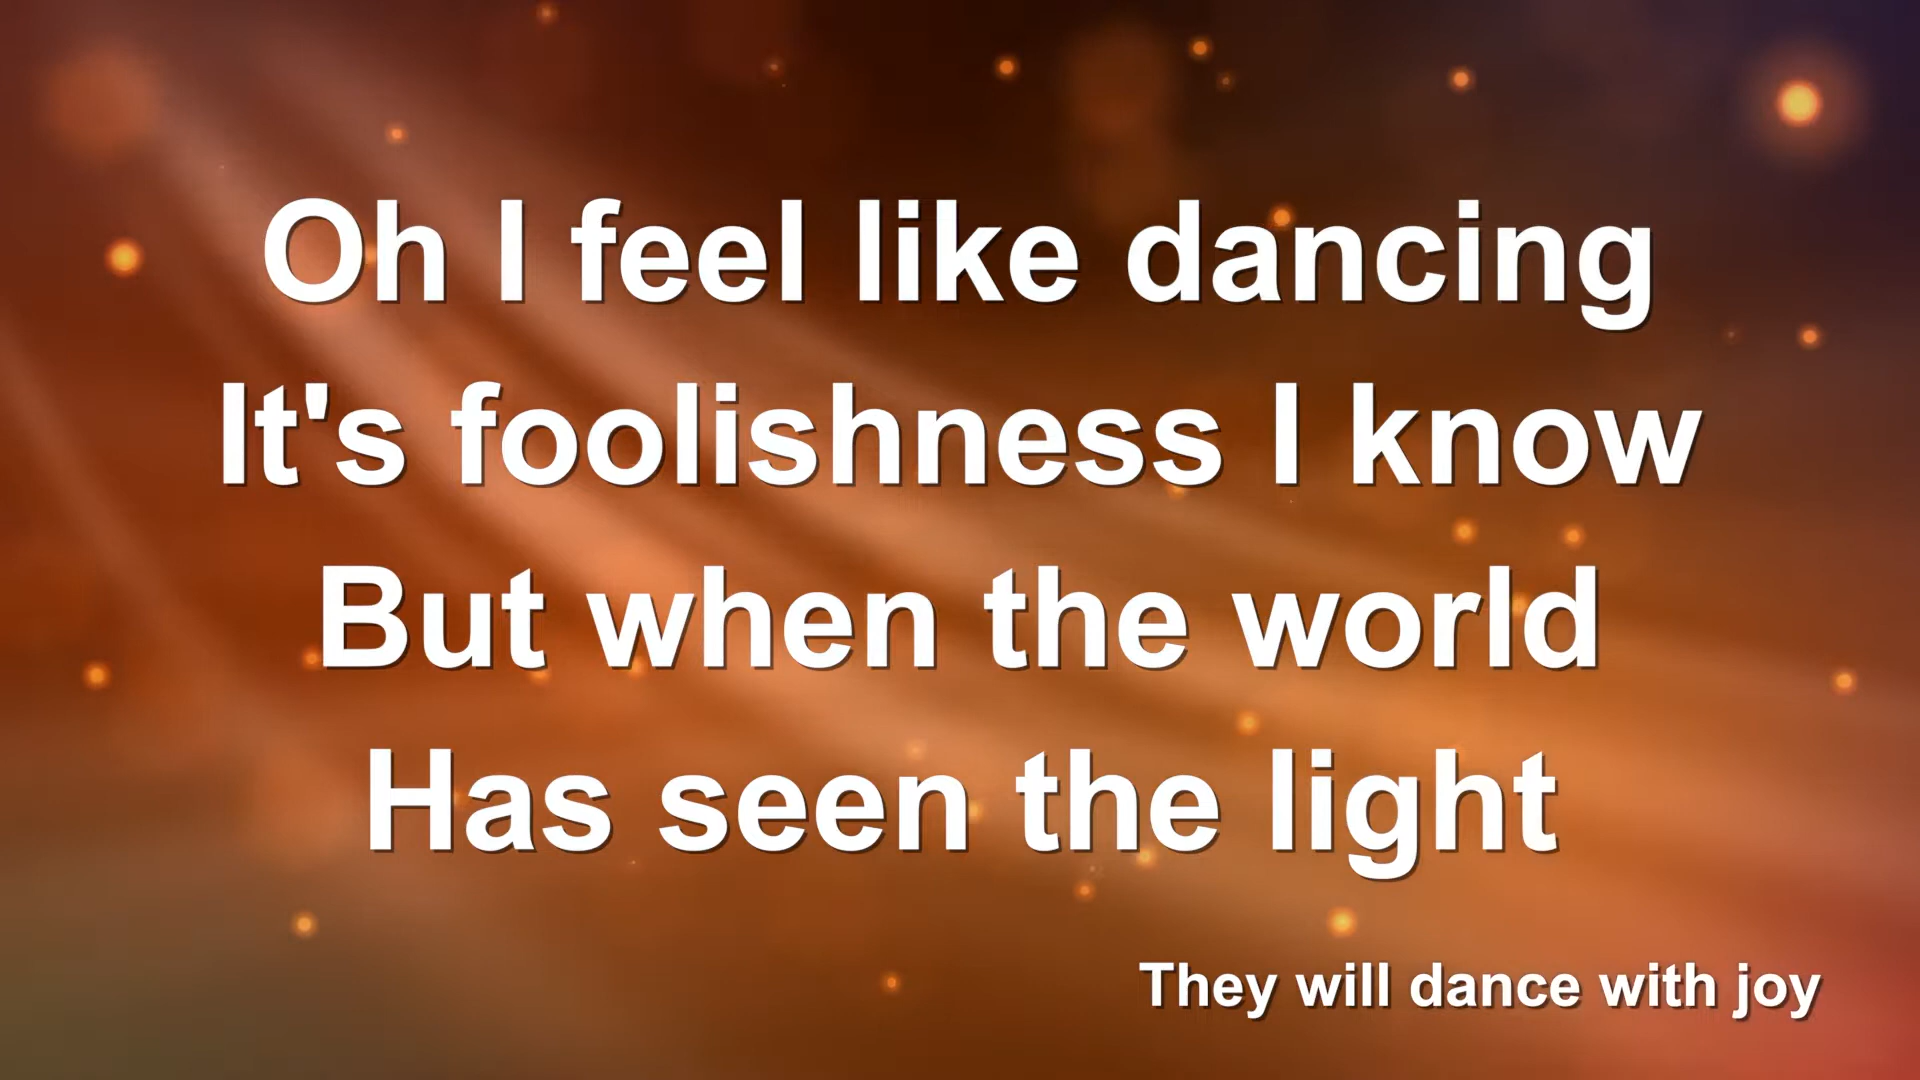 Oh I feel like dancing
It's foolishness I know
But when the world
Has seen the light
They will dance with joy